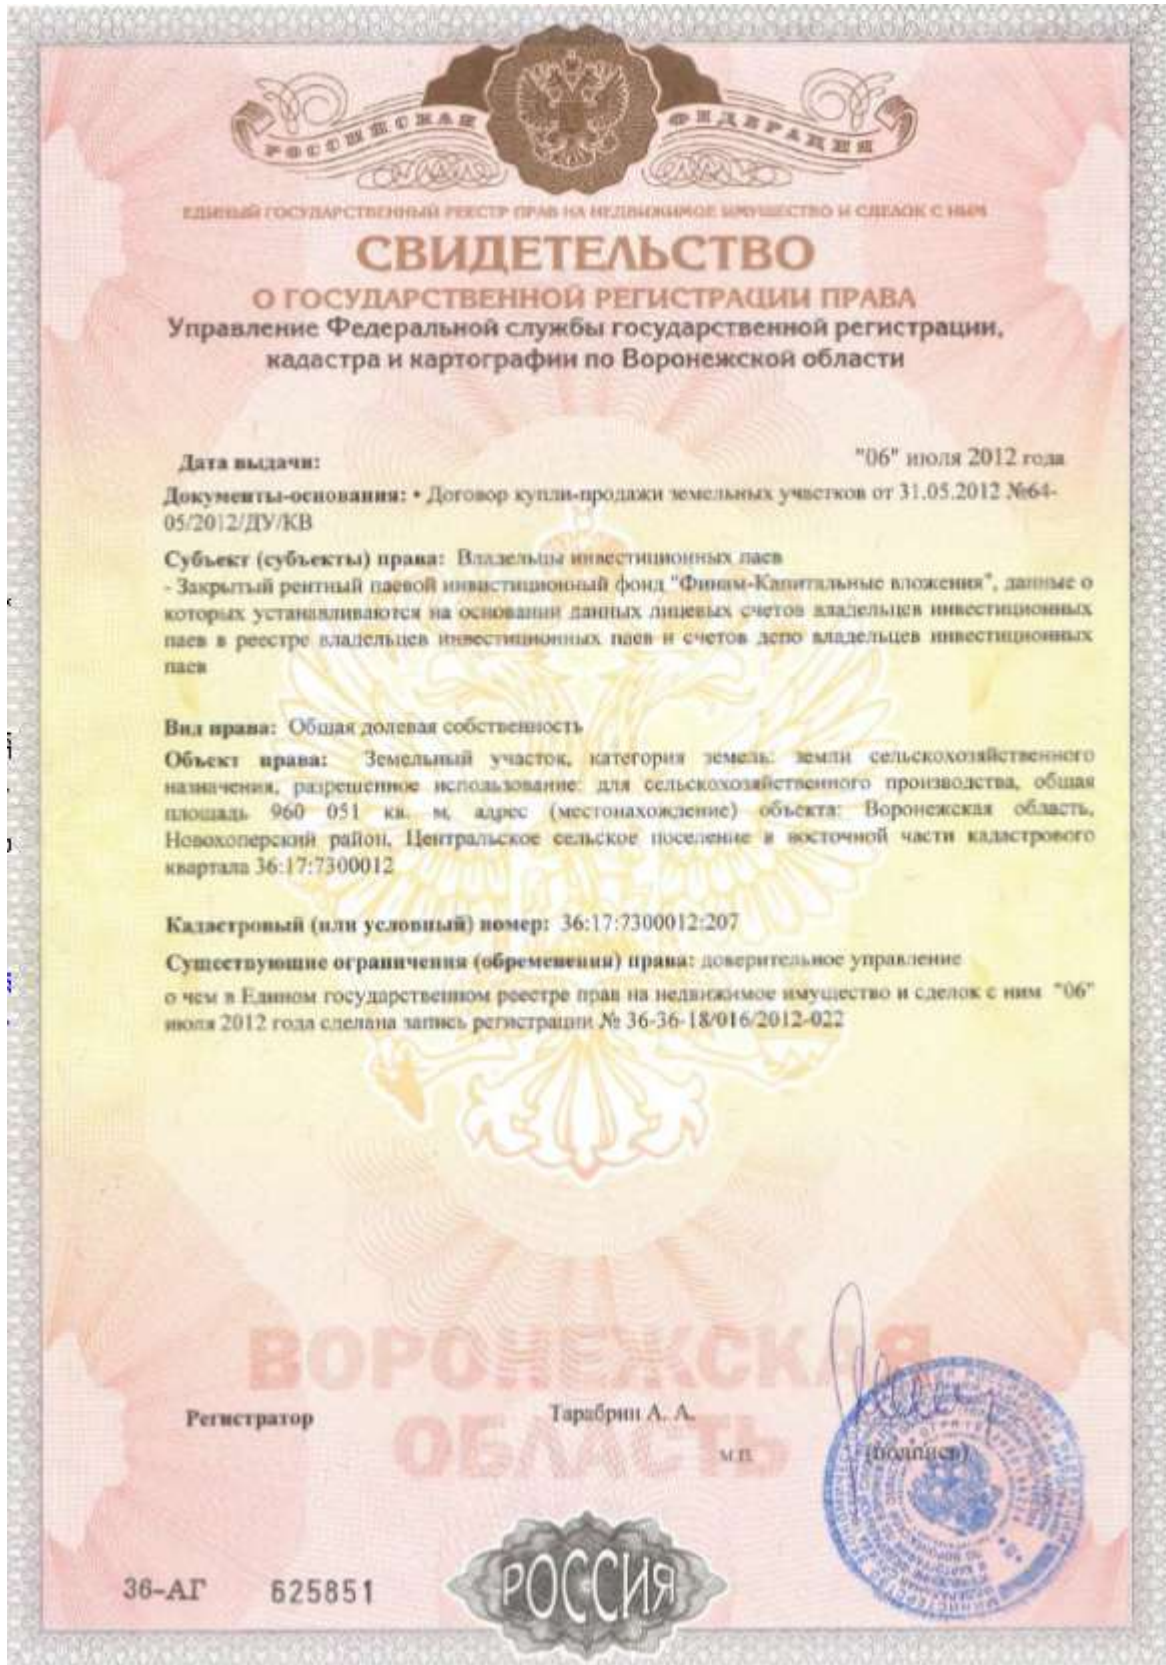 РОССИЙСКАЯ ФЕДЕРАЦИЯ
ЕДИНЫЙ ГОСУДАРСТВЕННЫЙ РЕЕСТР ПРАВ НА НЕДВИЖИМОЕ ИМУЩЕСТВО И СДЕЛОК С НИМ
СВИДЕТЕЛЬСТВО
О ГОСУДАРСТВЕННОЙ РЕГИСТРАЦИИ ПРАВА
Управление Федеральной службы государственной регистрации,
кадастра и картографии по Воронежской области
Дата выдачи: "06" июля 2012 года
Документы-основания: • Договор купли-продажи земельных участков от 31.05.2012 №64-
05/2012/ДУ/КВ
Субъект (субъекты) права: Владельцы инвестиционных паев
- Закрытый рентный паевой инвистиционный фонд "Финам-Капитальные вложения", данные о
которых устанавливаются на основании данных лицевых счетов владельцев инвестиционных
паев в реестре владельцев инвестиционных паев и счетов депо владельцев инвестиционных
паев
Вид права: Общая долевая собственность
Объект права: Земельный участок, категория земель: земли сельскохозяйственного
назначения, разрешенное использование: для сельскохозяйственного производства, общая
площадь 960 051 кв. м, адрес (местонахождение) объекта: Воронежская область,
Новохоперский район, Центральское сельское поселение в восточной части кадастрового
квартала 36:17:7300012
Кадастровый (или условный) номер: 36:17:7300012:207
Существующие ограничения (обременения) права: доверительное управление
о чем в Едином государственном реестре прав на недвижимое имущество и сделок с ним "06"
июля 2012 года сделана запись регистрации № 36-36-18/016/2012-022
ВОРОНЕЖСКАЯ
ОБЛАСТЬ
Регистратор Тарабрин А. А.
м.п. (подпись)
36-АГ 625851
РОССИЯ